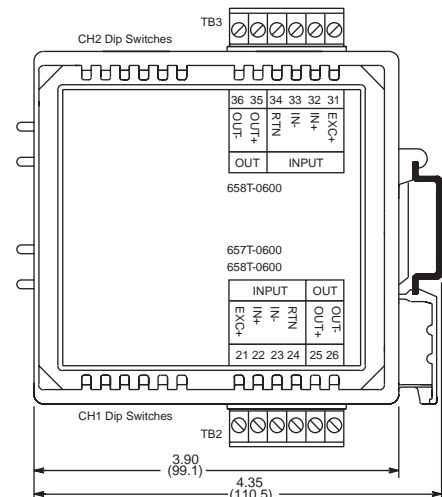 TB3
CH2 Dip Switches
36 35 34 33 32 31
OUT- OUT+ RTN IN- IN+ EXC+
OUT INPUT
658T-0600
657T-0600
658T-0600
INPUT OUT
EXC+ IN+ IN- RTN OUT+ OUT-
21 22 23 24 25 26
CH1 Dip Switches
TB2
3.90
(99.1)
4.35
(110.5)